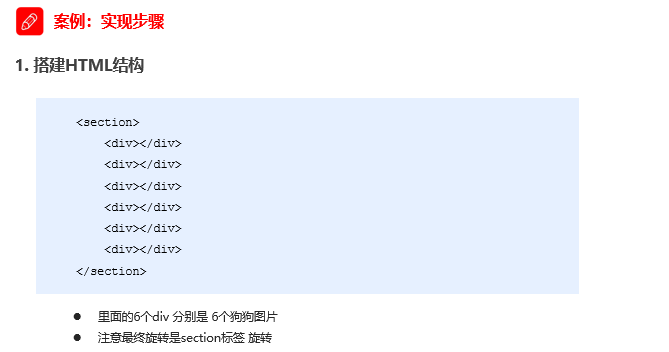 案例：实现步骤
1. 搭建HTML结构
<section>
<div></div>
<div></div>
<div></div>
<div></div>
<div></div>
<div></div>
</section>
● 里面的6个div 分别是 6个狗狗图片
● 注意最终旋转是section标签 旋转